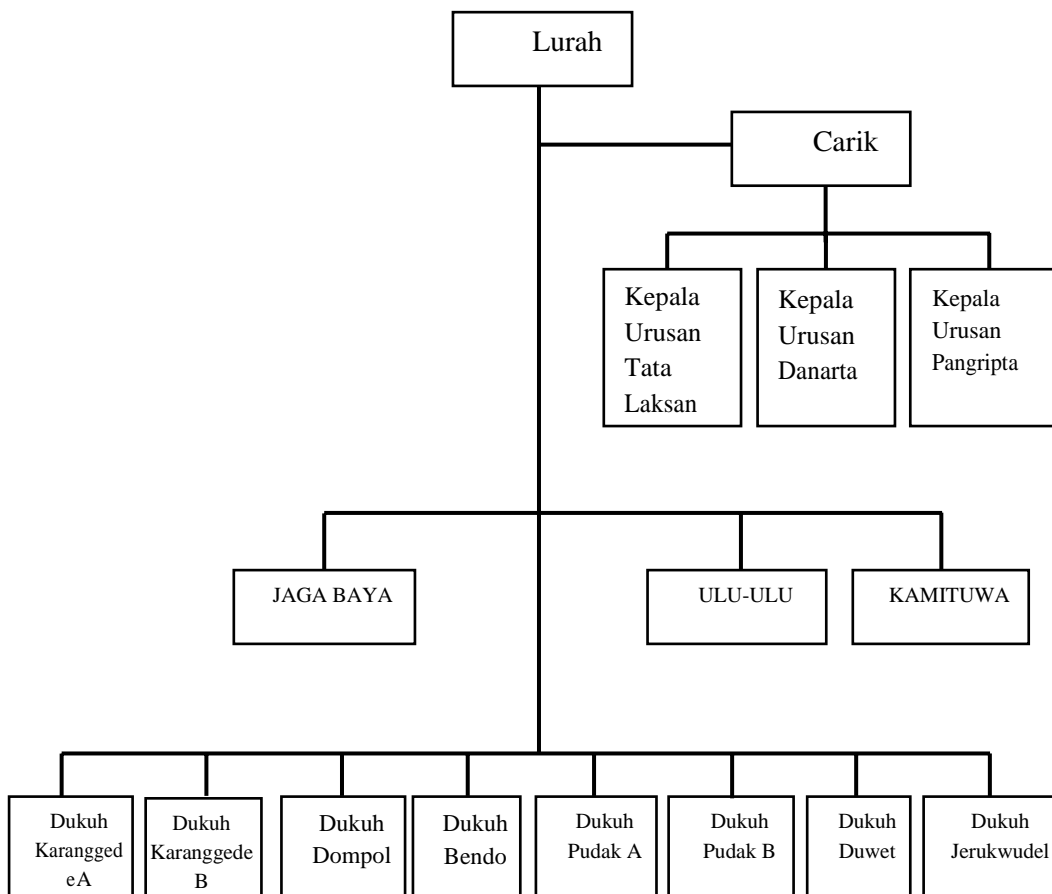 Lurah
Carik
Kepala
Urusan
Tata
Laksan
Kepala
Urusan
Danarta
Kepala
Urusan
Pangripta
JAGA BAYA
ULU-ULU
KAMITUWA
Dukuh
Karangged
eA
Dukuh
Karanggede
B
Dukuh
Dompol
Dukuh
Bendo
Dukuh
Pudak A
Dukuh
Pudak B
Dukuh
Duwet
Dukuh
Jerukwudel